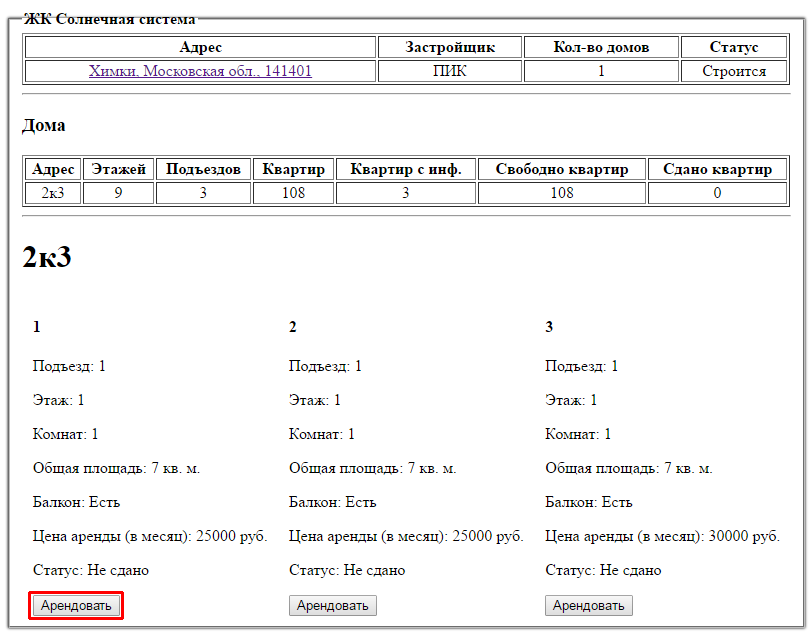 ЖК Солнечная система
Адрес Застройщик Кол-во домов Статус
Химки, Московская обл., 141401 ПИК 1 Строится
Дома
Адрес Этажей Подъездов Квартир Квартир с инф. Свободно квартир Сдано квартир
2к3 9 3 108 3 108 0
2к3
1 2 3
Подъезд: 1 Подъезд: 1 Подъезд: 1
Этаж: 1 Этаж: 1 Этаж: 1
Комнат: 1 Комнат: 1 Комнат: 1
Общая площадь: 7 кв. м. Общая площадь: 7 кв. м. Общая площадь: 7 кв. м.
Балкон: Есть Балкон: Есть Балкон: Есть
Цена аренды (в месяц): 25000 руб. Цена аренды (в месяц): 25000 руб. Цена аренды (в месяц): 30000 руб.
Статус: Не сдано Статус: Не сдано Статус: Не сдано
Арендовать Арендовать Арендовать